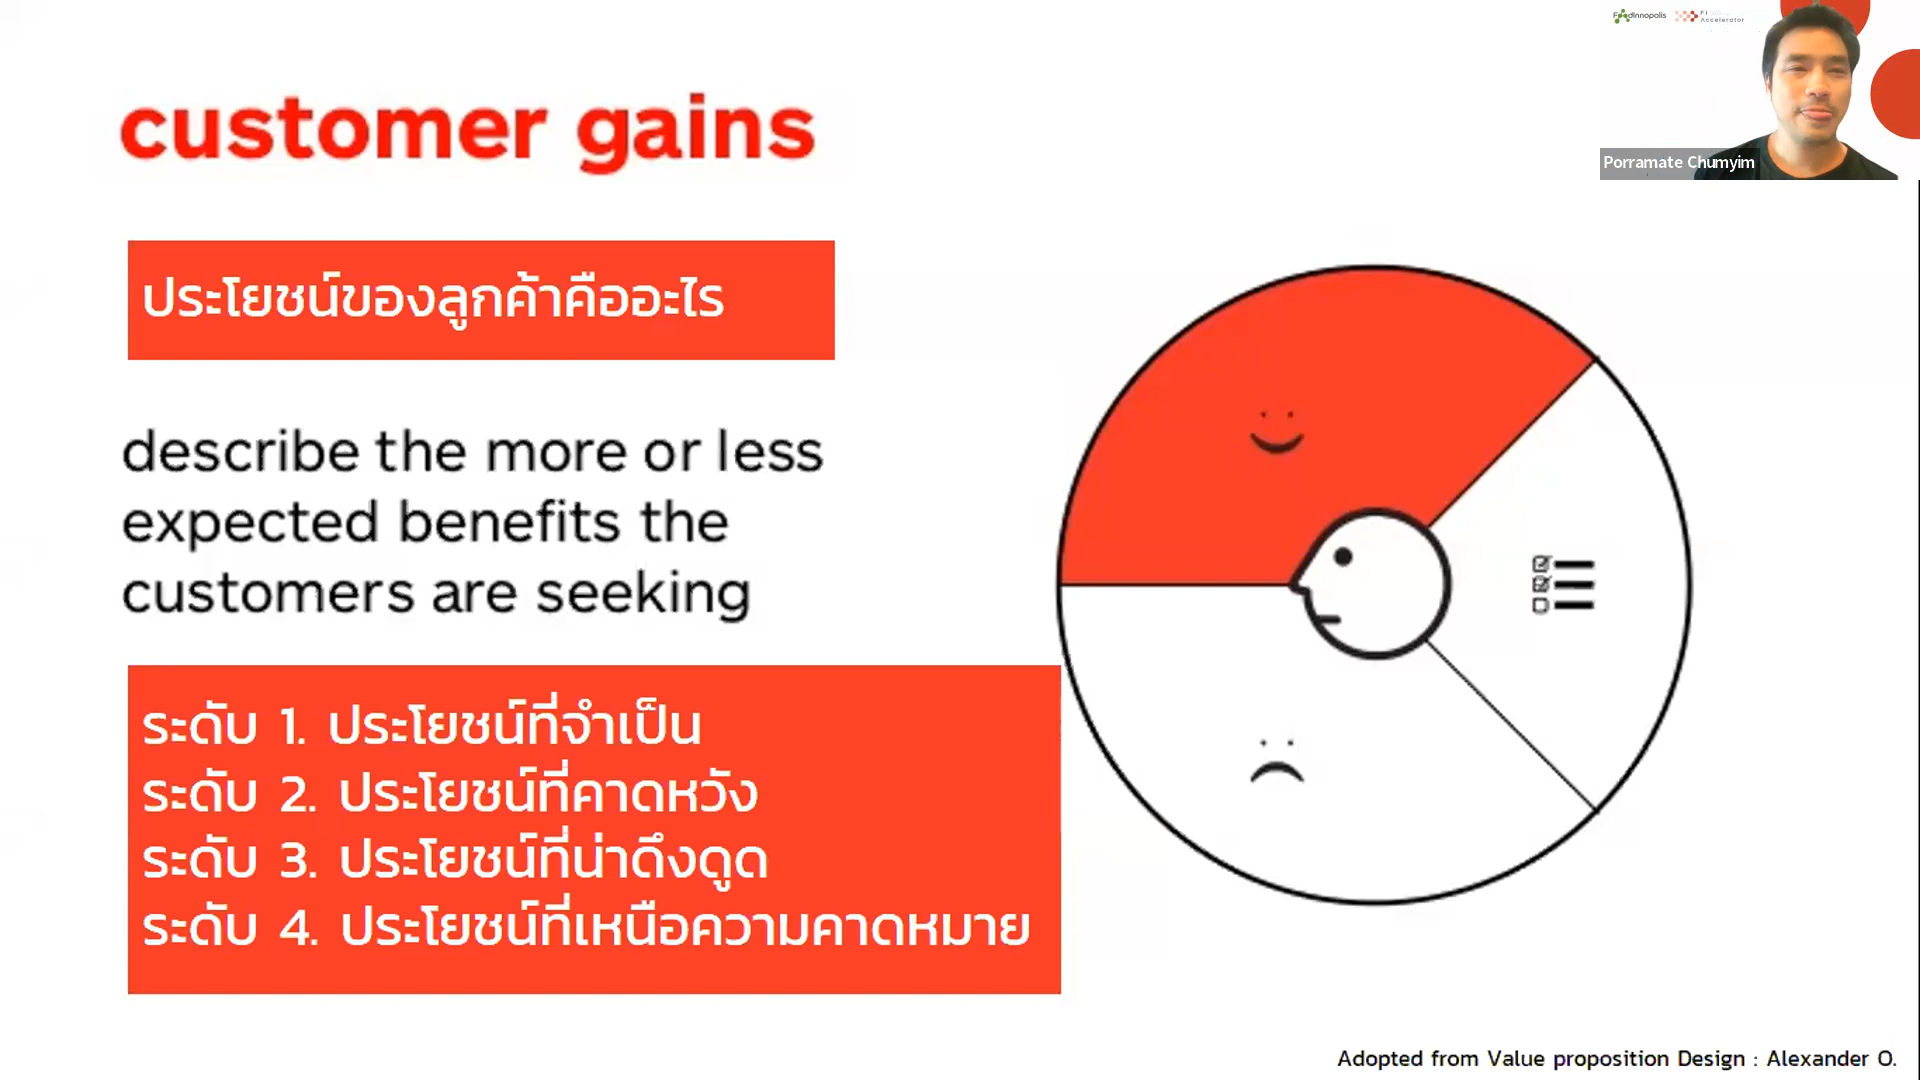 Foodinnopolis
FI
Accelerator
Porramate Chumyim
customer gains
ประโยชน์ของลูกค้าคืออะไร
describe the more or less
expected benefits the
customers are seeking
ระดับ 1. ประโยชน์ที่จำเป็น
ระดับ 2. ประโยชน์ที่คาดหวัง
ระดับ 3. ประโยชน์ที่น่าดึงดูด
ระดับ 4. ประโยชน์ที่เหนือความคาดหมาย
Adopted from Value proposition Design : Alexander O.